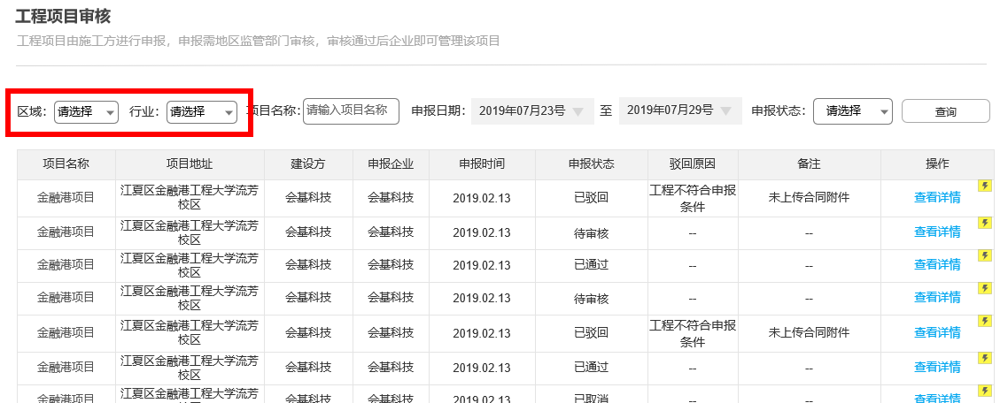 工程项目审核
工程项目由施工方进行申报，申报需地区监管部门审核，审核通过后企业即可管理该项目
区域： 请选择 行业： 请选择 项目名称： 请输入项目名称 申报日期： 2019年07月23号 至 2019年07月29号 申报状态： 请选择 查询
项目名称 项目地址 建设方 申报企业 申报时间 申报状态 驳回原因 备注 操作
金融港项目 江夏区金融港工程大学流芳 会基科技 会基科技 2019.02.13 已驳回 工程不符合申报 未上传合同附件 查看详情
校区 条件
金融港项目 江夏区金融港工程大学流芳 会基科技 会基科技 2019.02.13 待审核 -- -- 查看详情
校区
金融港项目 江夏区金融港工程大学流芳 会基科技 会基科技 2019.02.13 已通过 -- -- 查看详情
校区
金融港项目 江夏区金融港工程大学流芳 会基科技 会基科技 2019.02.13 待审核 -- -- 查看详情
校区
金融港项目 江夏区金融港工程大学流芳 会基科技 会基科技 2019.02.13 已驳回 工程不符合申报 未上传合同附件 查看详情
校区 条件
金融港项目 江夏区金融港工程大学流芳 会基科技 会基科技 2019.02.13 已通过 -- -- 查看详情
校区
金融港项目 江夏区金融港工程大学流芳 会基科技 会基科技 2019.02.13 已取消 -- -- 查看详情
校区